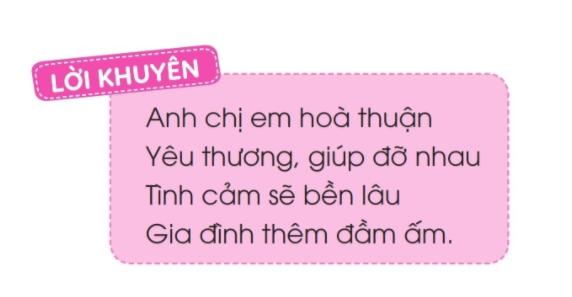 LỜI KHUYÊN
Anh chị em hoà thuận
Yêu thương, giúp đỡ nhau
Tình cảm sẽ bền lâu
Gia đình thêm đầm ấm.